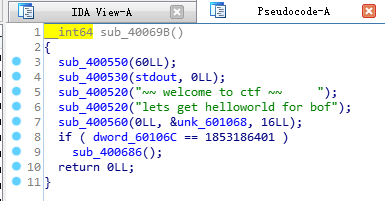 IDA View-A Pseudocode-A
1 __int64 sub_40069B()
2 {
3 sub_400550(60LL);
4 sub_400530(stdout, 0LL);
5 sub_400520("~~ welcome to ctf ~~     ");
6 sub_400520("lets get helloworld for bof");
7 sub_400560(0LL, &unk_601068, 16LL);
8 if ( dword_60106C == 1853186401 )
9 sub_400686();
10 return 0LL;
11 }